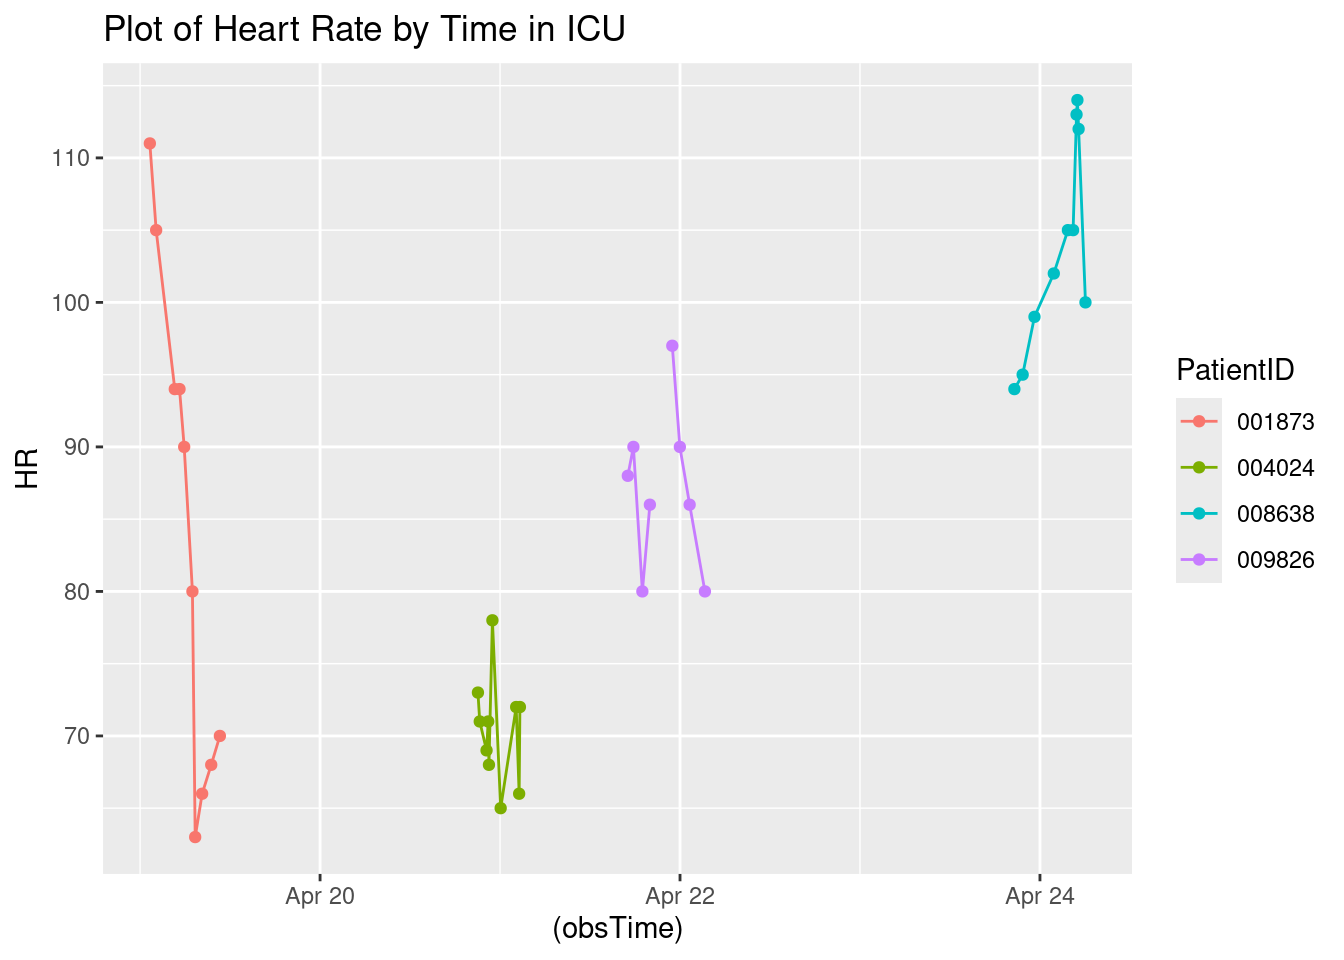 Plot of Heart Rate by Time in ICU
110
100
90
80
70
HR
Apr 20
Apr 22
Apr 24
(obsTime)
PatientID
001873
004024
008638
009826